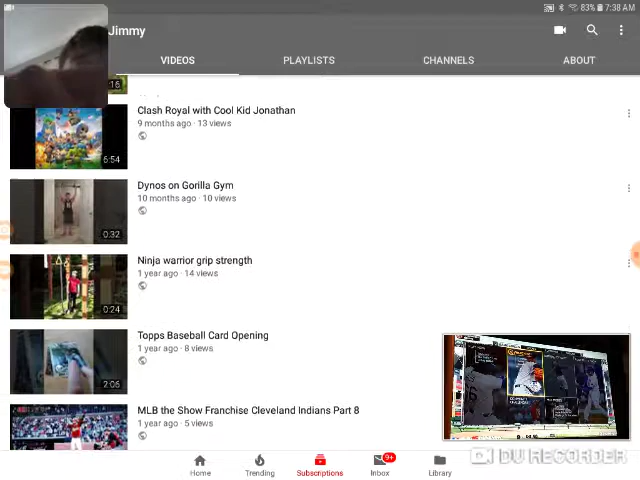 83% 7:38 AM
Jimmy
VIDEOS
PLAYLISTS
CHANNELS
ABOUT
:16
Clash Royal with Cool Kid Jonathan
9 months ago · 13 views
6:54
Dynos on Gorilla Gym
10 months ago · 10 views
0:32
Ninja warrior grip strength
1 year ago · 14 views
0:24
Topps Baseball Card Opening
1 year ago · 8 views
2:06
MLB the Show Franchise Cleveland Indians Part 8
1 year ago · 5 views
9+
Home
Trending
Subscriptions
Inbox
Library
DU RECORDER